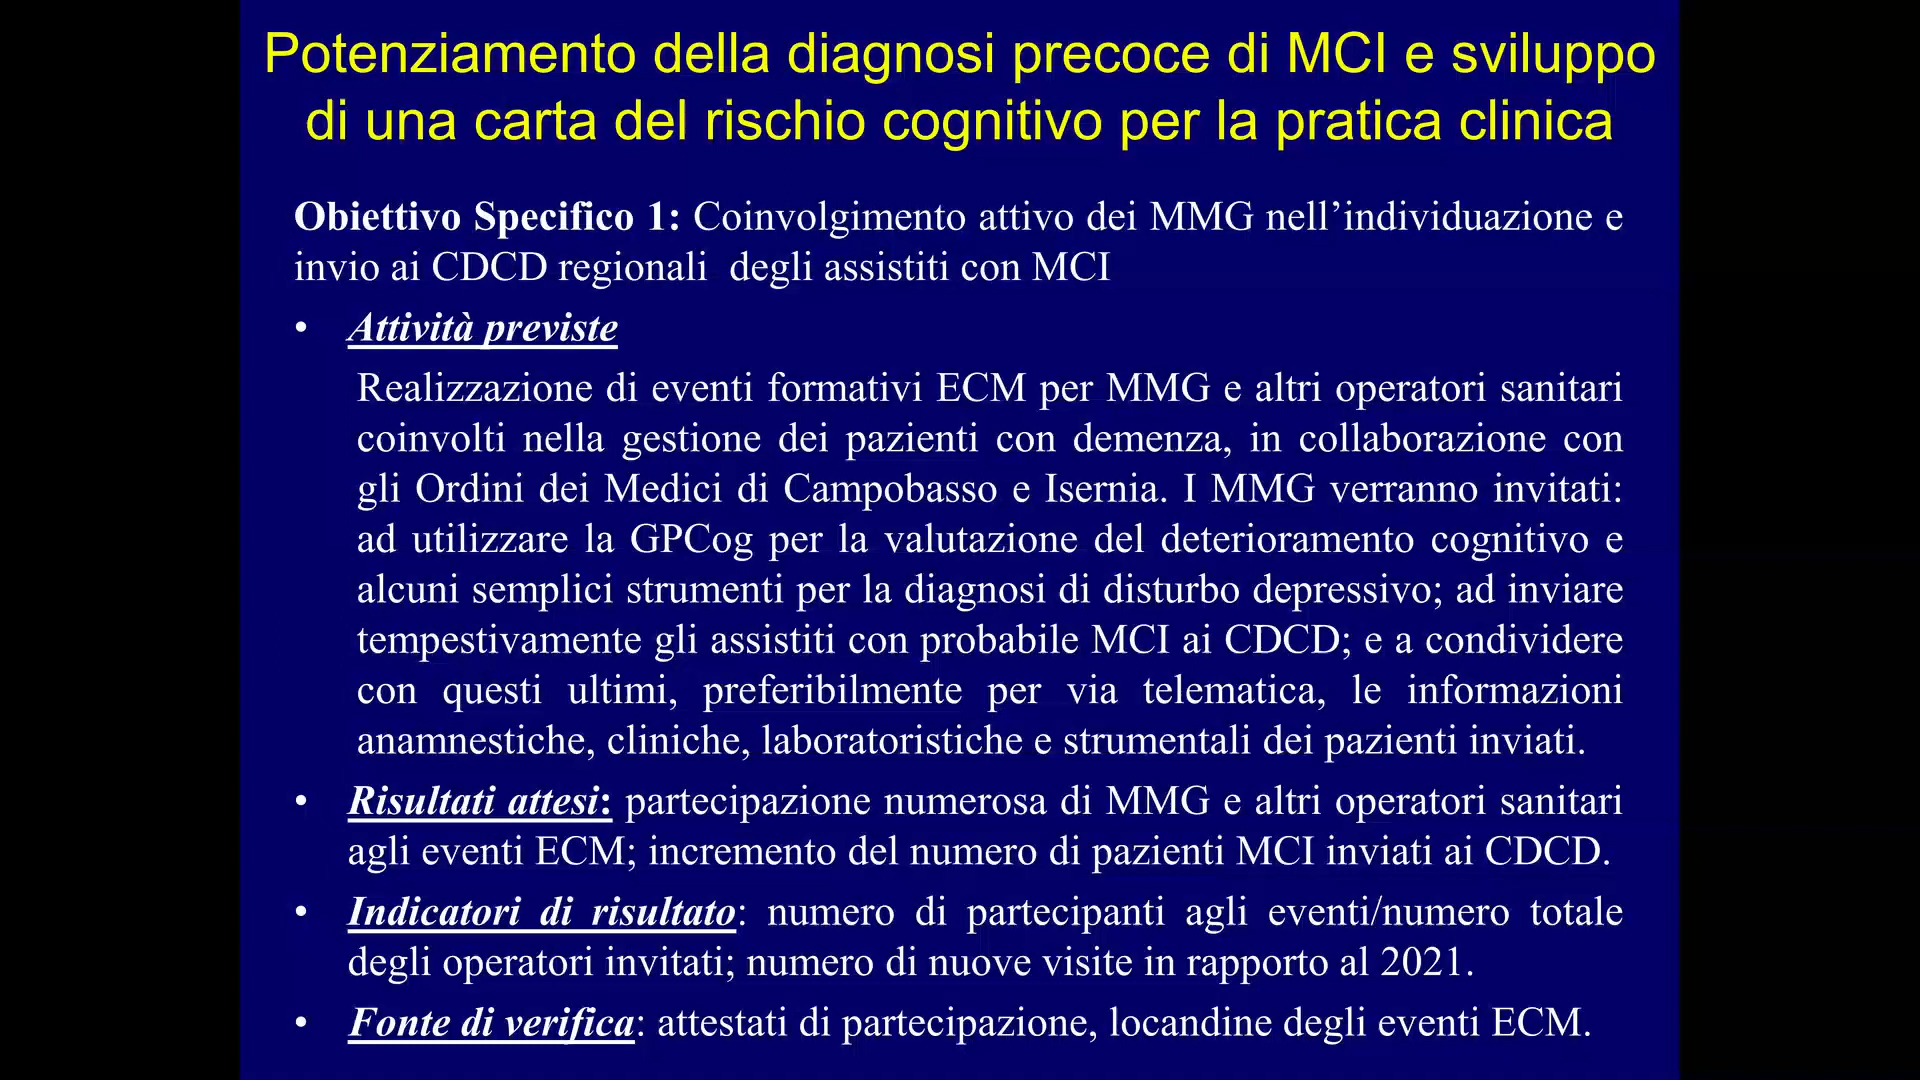 Potenziamento della diagnosi precoce di MCI e sviluppo
di una carta del rischio cognitivo per la pratica clinica
Obiettivo Specifico 1: Coinvolgimento attivo dei MMG nell’individuazione e
invio ai CDCD regionali degli assistiti con MCI
• Attività previste
Realizzazione di eventi formativi ECM per MMG e altri operatori sanitari
coinvolti nella gestione dei pazienti con demenza, in collaborazione con
gli Ordini dei Medici di Campobasso e Isernia. I MMG verranno invitati:
ad utilizzare la GPCog per la valutazione del deterioramento cognitivo e
alcuni semplici strumenti per la diagnosi di disturbo depressivo; ad inviare
tempestivamente gli assistiti con probabile MCI ai CDCD; e a condividere
con questi ultimi, preferibilmente per via telematica, le informazioni
anamnestiche, cliniche, laboratoristiche e strumentali dei pazienti inviati.
• Risultati attesi: partecipazione numerosa di MMG e altri operatori sanitari
agli eventi ECM; incremento del numero di pazienti MCI inviati ai CDCD.
• Indicatori di risultato: numero di partecipanti agli eventi/numero totale
degli operatori invitati; numero di nuove visite in rapporto al 2021.
• Fonte di verifica: attestati di partecipazione, locandine degli eventi ECM.